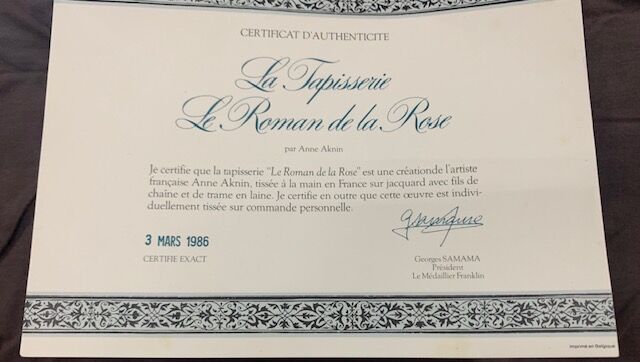 CERTIFICAT D'AUTHENTICITE
La Tapisserie
Le Roman de la Rose
par Anne Aknin
Je certifie que la tapisserie "Le Roman de la Rose" est une créationde l'artiste
française Anne Aknin, tissée à la main en France sur jacquard avec fils de
chaîne et de trame en laine. Je certifie en outre que cette œuvre est indivi-
duellement tissée sur commande personnelle.
3 MARS 1986
CERTIFIE EXACT
Georges SAMAMA
Président
Le Médaillier Franklin
imprimé en Belgique